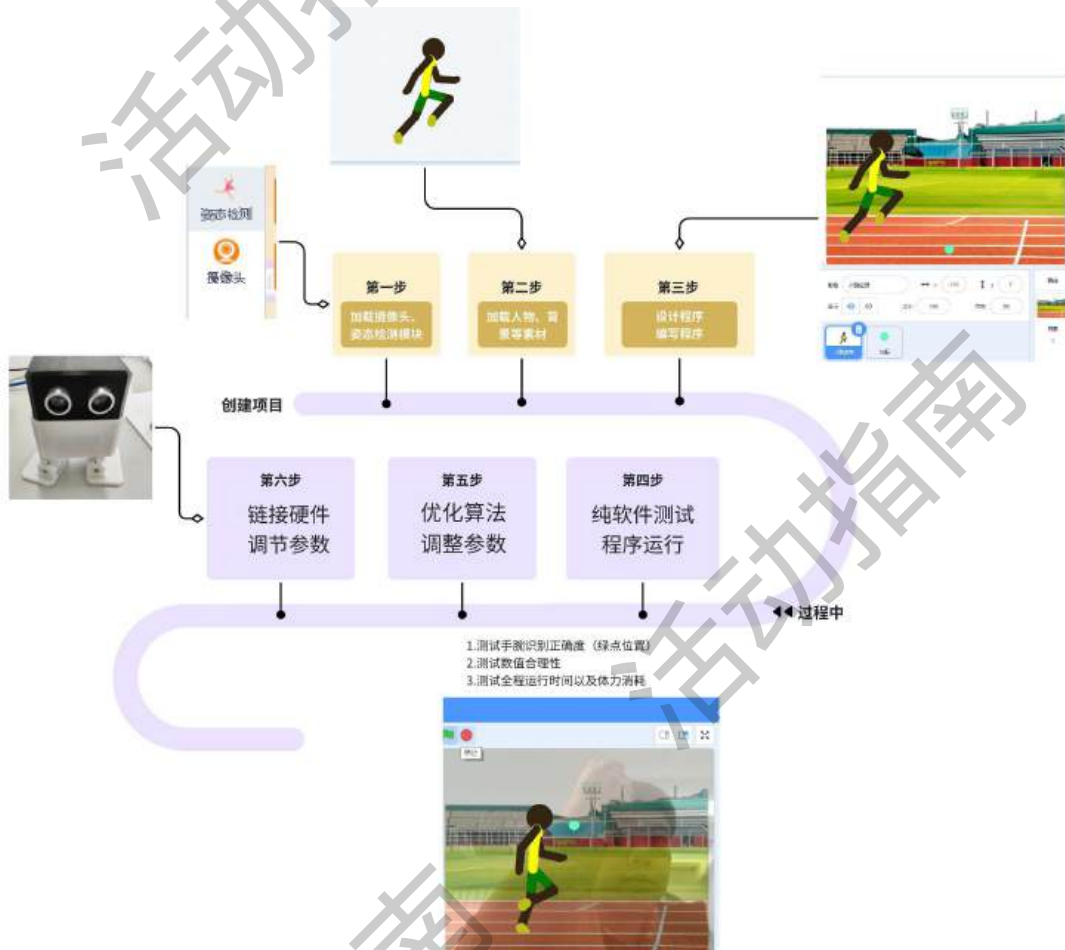 活动指南
姿态检测
摄像头
第一步
加载摄像头、
姿态检测模块
第二步
加载人物、背
景等素材
第三步
设计程序
编写程序
创建项目
第六步
链接硬件
调节参数
第五步
优化算法
调整参数
第四步
纯软件测试
程序运行
过程中
活动指南
1.测试手腕识别正确度（绿点位置）
2.测试数值合理性
3.测试全程运行时间以及体力消耗
停止